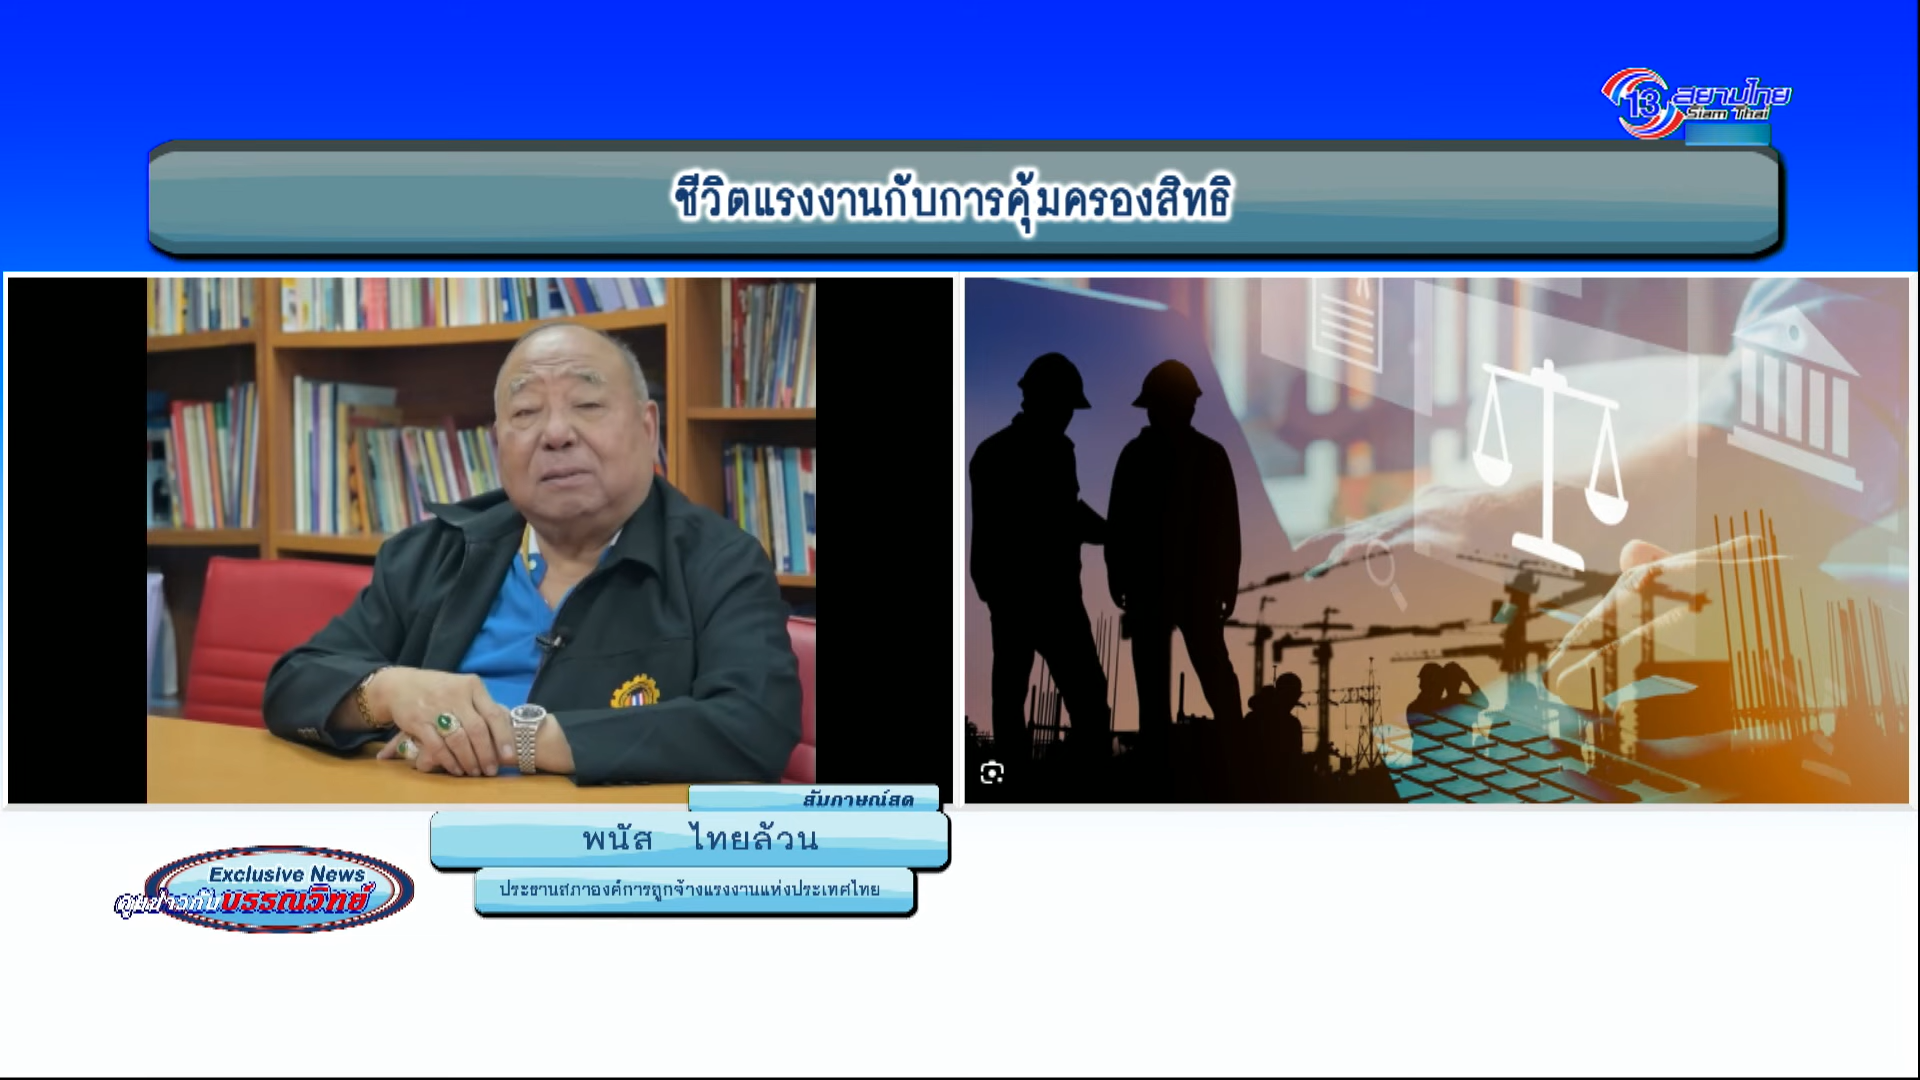 13 สยามไทย
Siam Thai
ชีวิตแรงงานกับการคุ้มครองสิทธิ
สัมภาษณ์สด
พนัส ไทยล้วน
ประธานสภาองค์การลูกจ้างแรงงานแห่งประเทศไทย
Exclusive News
คุยข่าวกับบรรณวิทย์